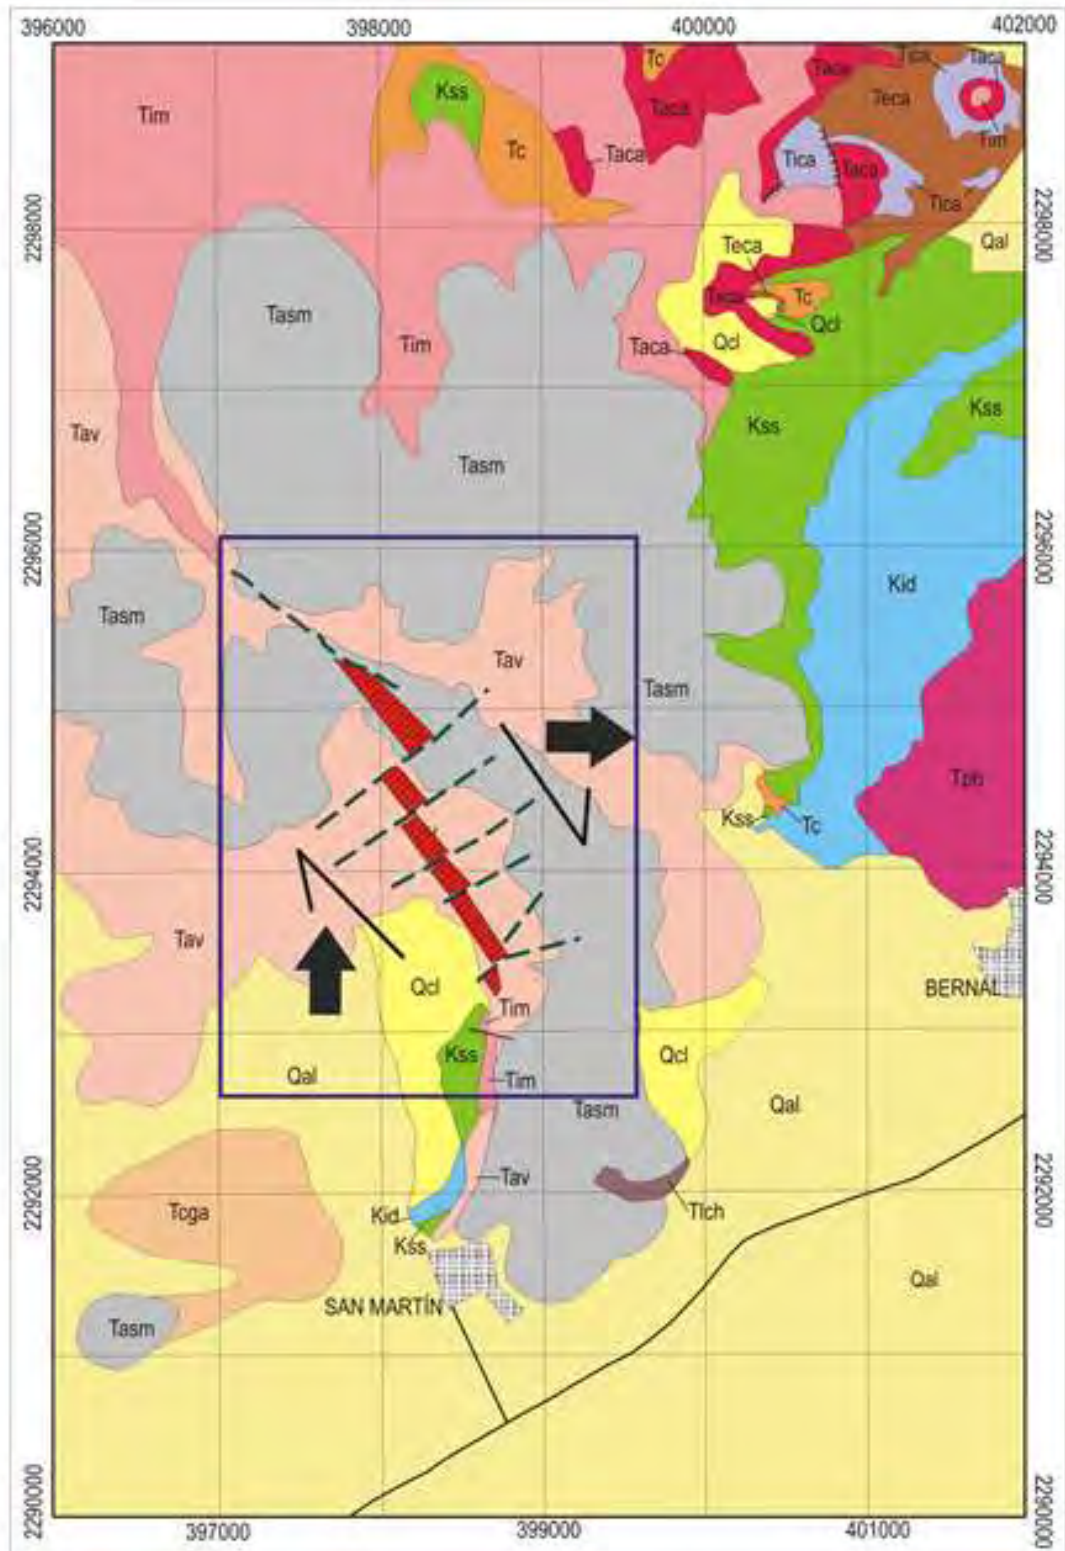 396000 398000 400000 402000
Tc Tica Taca
Taca
Kss Teca
Tim Taca
Tim
Tc Taca Tica Taca
Tica
2298000 Teca Qal 2298000
Tasm Taca Tc
Qcl
Tim Taca Qcl
Tav Kss Kss
Tasm
2296000 2296000
Tasm Kid
Tav
Tasm
Tpb
Kss Tc
2294000 2294000
Tav
Qcl BERNAL
Tim
Kss Qcl
Qal Tim
Tasm Qal
Tav
2292000 Tcga Kid Tlch 2292000
Kss
Qal
SAN MARTÍN
Tasm
2290000 2290000
397000 399000 401000